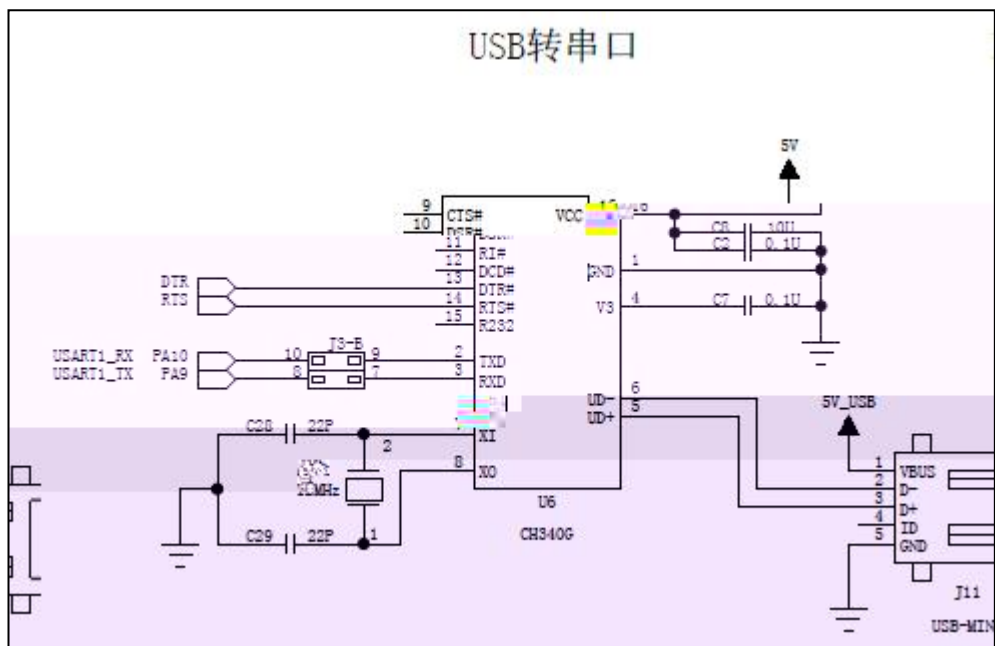 USB转串口
5V
9 CTS# VCC
10 DSR#
11 RI#
12 DCD# GND 1
DTR 13 DTR#
RTS 14 RTS# V3 4
15 R232
C8 10U
C2 0.1U
C7 0.1U
J3-B
USART1_RX PA10 10 9 2 TXD
USART1_TX PA9 8 7 3 RXD
UD- 6
UD+ 5
5V_USB
C28 22P 2 XI
8 XO
C29 22P 1
U6
CH340G
1 VBUS
2 D-
3 D+
4 ID
5 GND
J11
USB-MIN